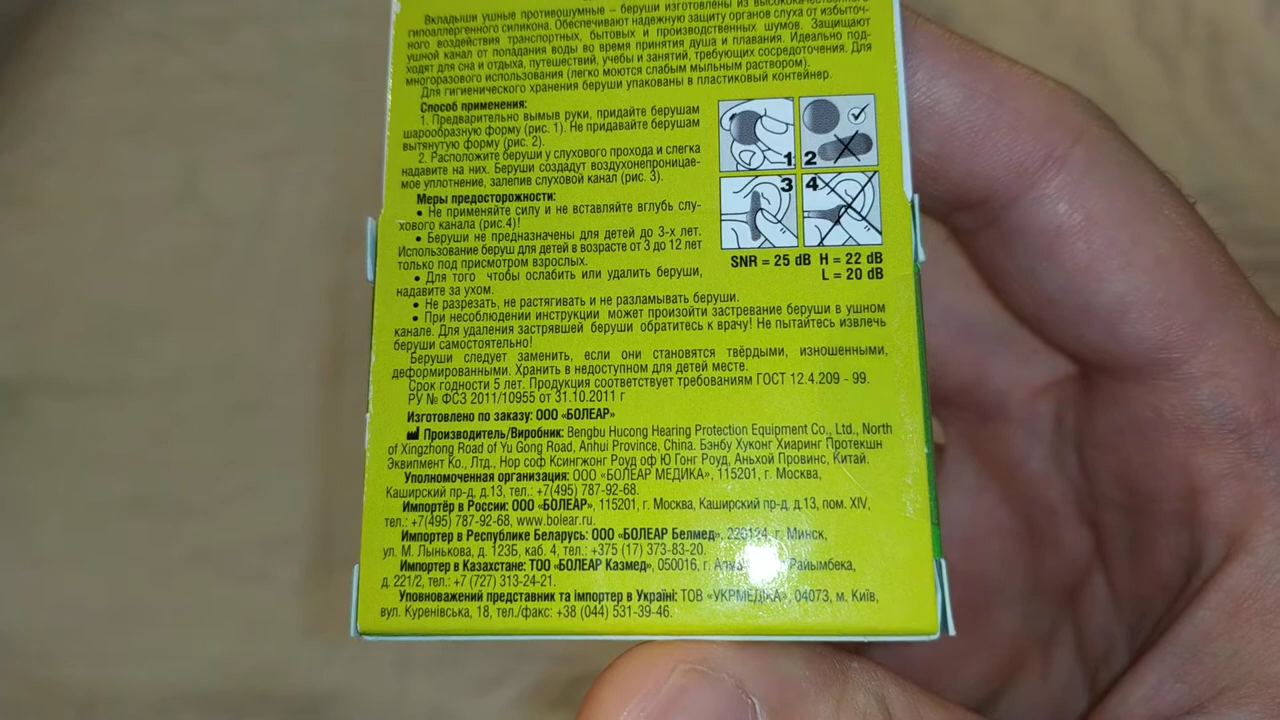 Вкладыши ушные противошумные – беруши изготовлены из высококачественного
гипоаллергенного силикона. Обеспечивают надежную защиту органов слуха от избыточ-
ного воздействия транспортных, бытовых и производственных шумов. Защищают
ушной канал от попадания воды во время принятия душа и плавания. Идеально под-
ходят для сна и отдыха, путешествий, учебы и занятий, требующих сосредоточения. Для
многоразового использования (легко моются слабым мыльным раствором).
Для гигиенического хранения беруши упакованы в пластиковый контейнер.
Способ применения:
1. Предварительно вымыв руки, придайте берушам
шарообразную форму (рис. 1). Не придавайте берушам
вытянутую форму (рис. 2).
2. Расположите беруши у слухового прохода и слегка
надавите на них. Беруши создадут воздухонепроницае-
мое уплотнение, залепив слуховой канал (рис. 3).
Меры предосторожности:
• Не применяйте силу и не вставляйте вглубь слу-
хового канала (рис.4)!
• Беруши не предназначены для детей до 3-х лет.
Использование беруш для детей в возрасте от 3 до 12 лет
только под присмотром взрослых.
• Для того чтобы ослабить или удалить беруши,
надавите за ухом.
1 2
3 4
SNR = 25 dB H = 22 dB
L = 20 dB
• Не разрезать, не растягивать и не разламывать беруши.
• При несоблюдении инструкции может произойти застревание беруши в ушном
канале. Для удаления застрявшей беруши обратитесь к врачу! Не пытайтесь извлечь
беруши самостоятельно!
Беруши следует заменить, если они становятся твёрдыми, изношенными,
деформированными. Хранить в недоступном для детей месте.
Срок годности 5 лет. Продукция соответствует требованиям ГОСТ 12.4.209 - 99.
РУ № ФСЗ 2011/10955 от 31.10.2011 г
Изготовлено по заказу: ООО «БОЛЕАР»
Производитель/Виробник: Bengbu Hucong Hearing Protection Equipment Co., Ltd., North
of Xingzhong Road of Yu Gong Road, Anhui Province, China. Бэнбу Хуконг Хиаринг Протекшн
Эквипмент Ко., Лтд., Нор соф Ксингжонг Роуд оф Ю Гонг Роуд, Аньхой Провинс, Китай.
Уполномоченная организация: ООО «БОЛЕАР МЕДИКА», 115201, г. Москва,
Каширский пр-д, д.13, тел.: +7(495) 787-92-68.
Импортёр в России: ООО «БОЛЕАР», 115201, г. Москва, Каширский пр-д, д.13, пом. XIV,
тел.: +7(495) 787-92-68, www.bolear.ru.
Импортер в Республике Беларусь: ООО «БОЛЕАР Белмед», г. Минск,
ул. М. Лынькова, д. 123Б, каб. 4, тел.: +375 (17) 373-83-20.
Импортер в Казахстане: ТОО «БОЛЕАР Казмед», 050016, г. Райымбека,
д. 221/2, тел.: +7 (727) 313-24-21.
Уповноважений представник та імпортер в Україні: ТОВ «УКРМЕДІКА», 04073, м. Київ,
вул. Куренівська, 18, тел./факс: +38 (044) 531-39-46.